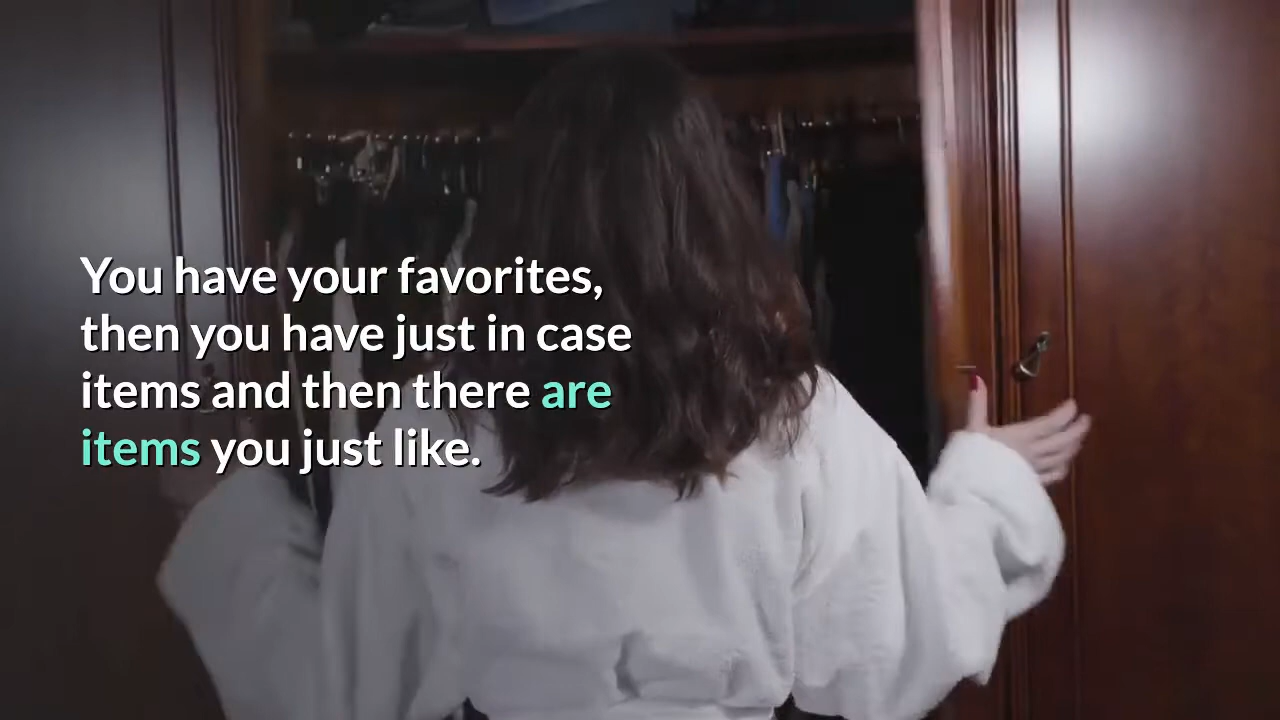 You have your favorites,
then you have just in case
items and then there are
items you just like.